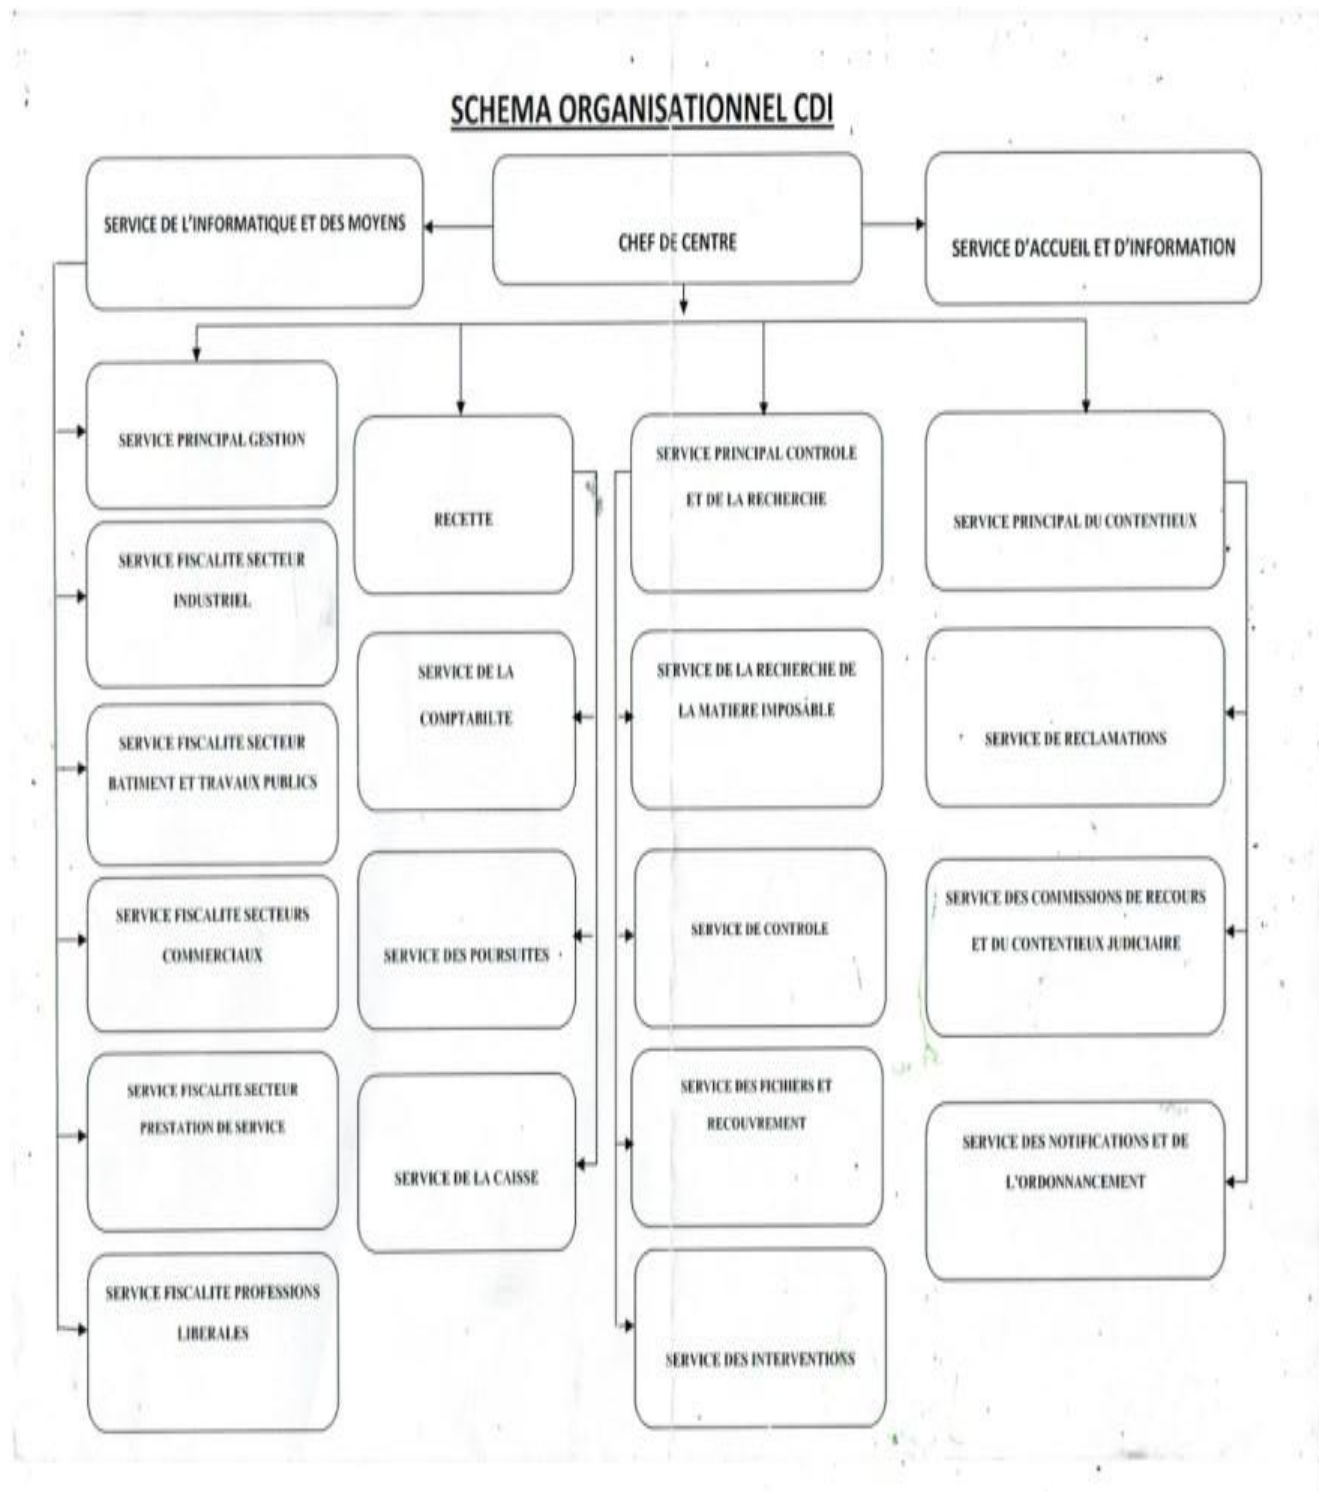 SCHEMA ORGANISATIONNEL CDI
SERVICE DE L'INFORMATIQUE ET DES MOYENS
CHEF DE CENTRE
SERVICE D'ACCUEIL ET D'INFORMATION
SERVICE PRINCIPAL GESTION
SERVICE FISCALITE SECTEUR
INDUSTRIEL
SERVICE FISCALITE SECTEUR
BATIMENT ET TRAVAUX PUBLICS
SERVICE FISCALITE SECTEURS
COMMERCIAUX
SERVICE FISCALITE SECTEUR
PRESTATION DE SERVICE
SERVICE FISCALITE PROFESSIONS
LIBERALES
RECETTE
SERVICE DE LA
COMPTABILTE
SERVICE DES POURSUITES
SERVICE DE LA CAISSE
SERVICE PRINCIPAL CONTROLE
ET DE LA RECHERCHE
SERVICE DE LA RECHERCHE DE
LA MATIERE IMPOSABLE
SERVICE DE CONTROLE
SERVICE DES FICHIERS ET
RECOUVREMENT
SERVICE DES INTERVENTIONS
SERVICE PRINCIPAL DU CONTENTIEUX
SERVICE DE RECLAMATIONS
SERVICE DES COMMISSIONS DE RECOURS
ET DU CONTENTIEUX JUDICIAIRE
SERVICE DES NOTIFICATIONS ET DE
L'ORDONNANCEMENT